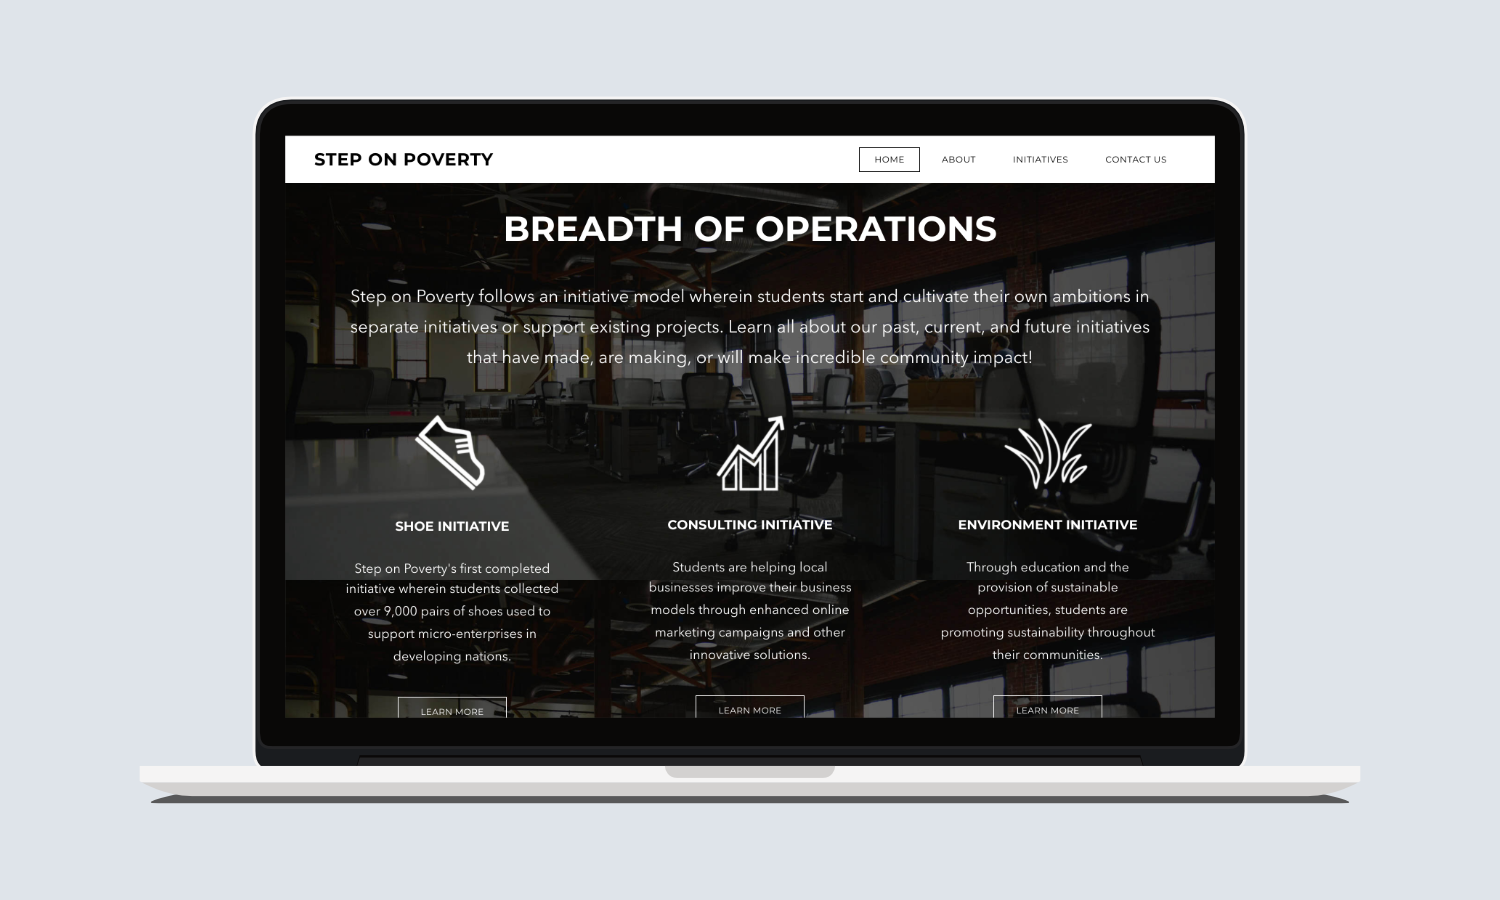 STEP ON POVERTY
HOME ABOUT INITIATIVES CONTACT US
BREADTH OF OPERATIONS
Step on Poverty follows an initiative model wherein students start and cultivate their own ambitions in
separate initiatives or support existing projects. Learn all about our past, current, and future initiatives
that have made, are making, or will make incredible community impact!
SHOE INITIATIVE
Step on Poverty's first completed
initiative wherein students collected
over 9,000 pairs of shoes used to
support micro-enterprises in
developing nations.
LEARN MORE
CONSULTING INITIATIVE
Students are helping local
businesses improve their business
models through enhanced online
marketing campaigns and other
innovative solutions.
LEARN MORE
ENVIRONMENT INITIATIVE
Through education and the
provision of sustainable
opportunities, students are
promoting sustainability throughout
their communities.
LEARN MORE